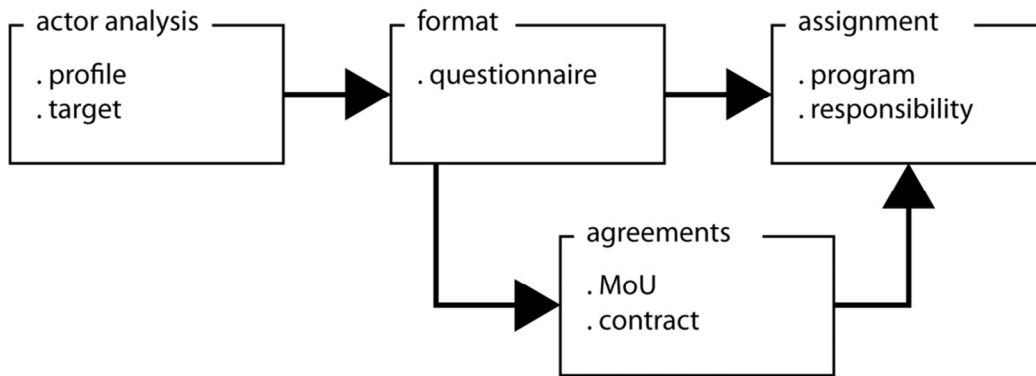 actor analysis
. profile
. target
format
. questionnaire
assignment
. program
. responsibility
agreements
. MoU
. contract